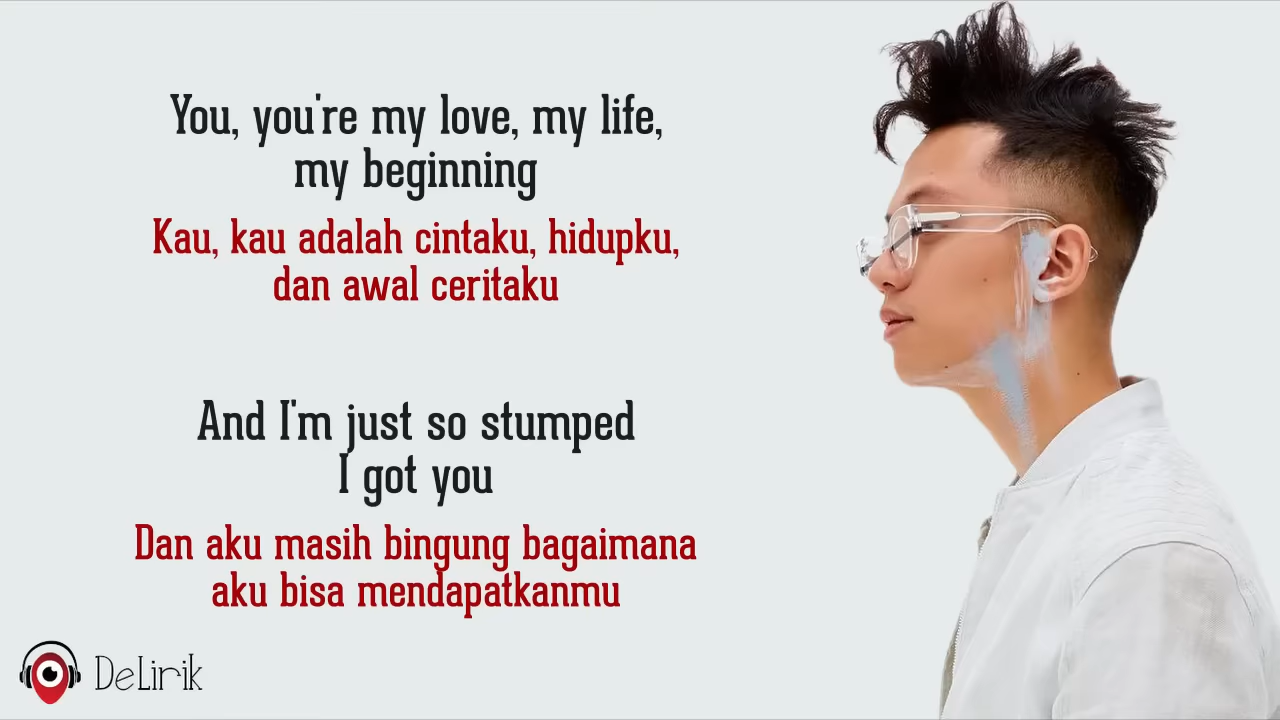 You, you're my love, my life,
my beginning
Kau, kau adalah cintaku, hidupku,
dan awal ceritaku
And I'm just so stumped
I got you
Dan aku masih bingung bagaimana
aku bisa mendapatkanmu
DeLirik